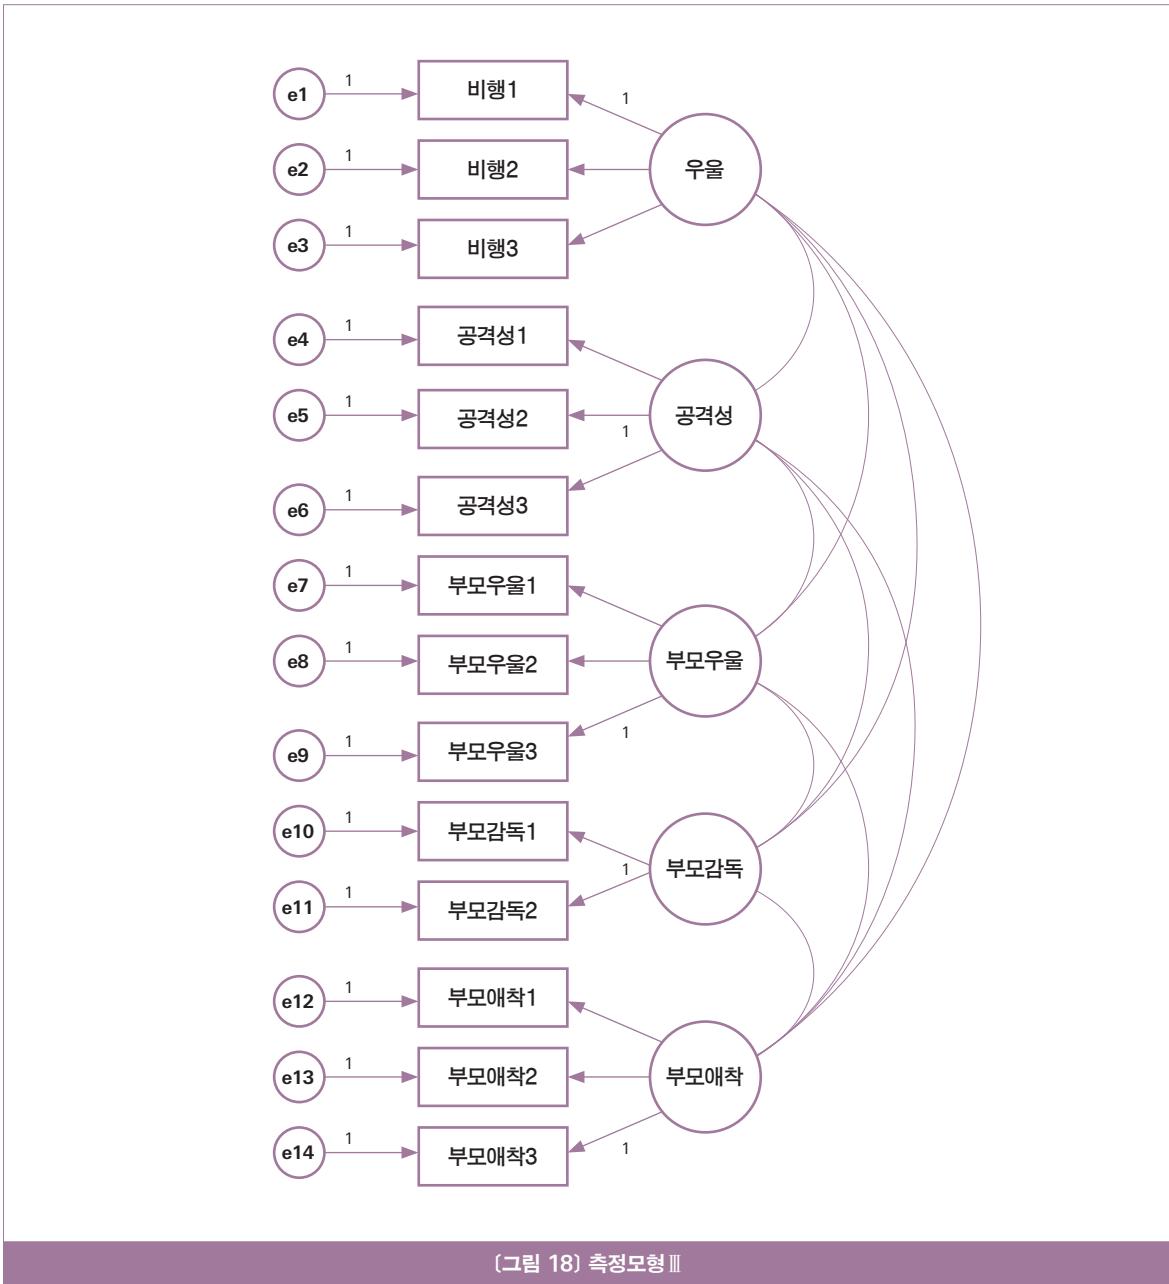 e1 1 비행1 1
우울
e2 1 비행2
e3 1 비행3
e4 1 공격성1
공격성
e5 1 공격성2
1
e6 1 공격성3
e7 1 부모우울1
부모우울
e8 1 부모우울2
e9 1 부모우울3
1
e10 1 부모감독1
부모감독
1
e11 1 부모감독2
e12 1 부모애착1
부모애착
e13 1 부모애착2
e14 1 부모애착3
1
〔그림 18〕 측정모형Ⅲ